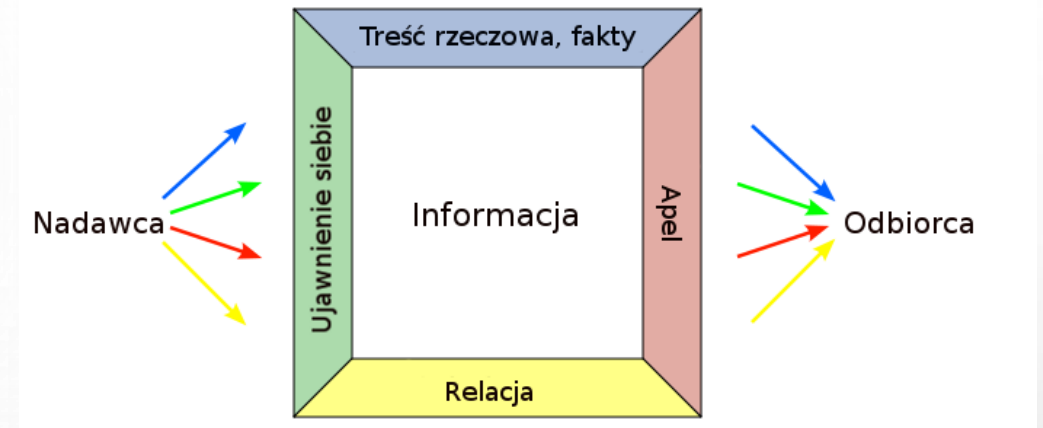 Treść rzeczowa, fakty
Nadawca
Ujawnienie siebie
Informacja
Apel
Odbiorca
Relacja